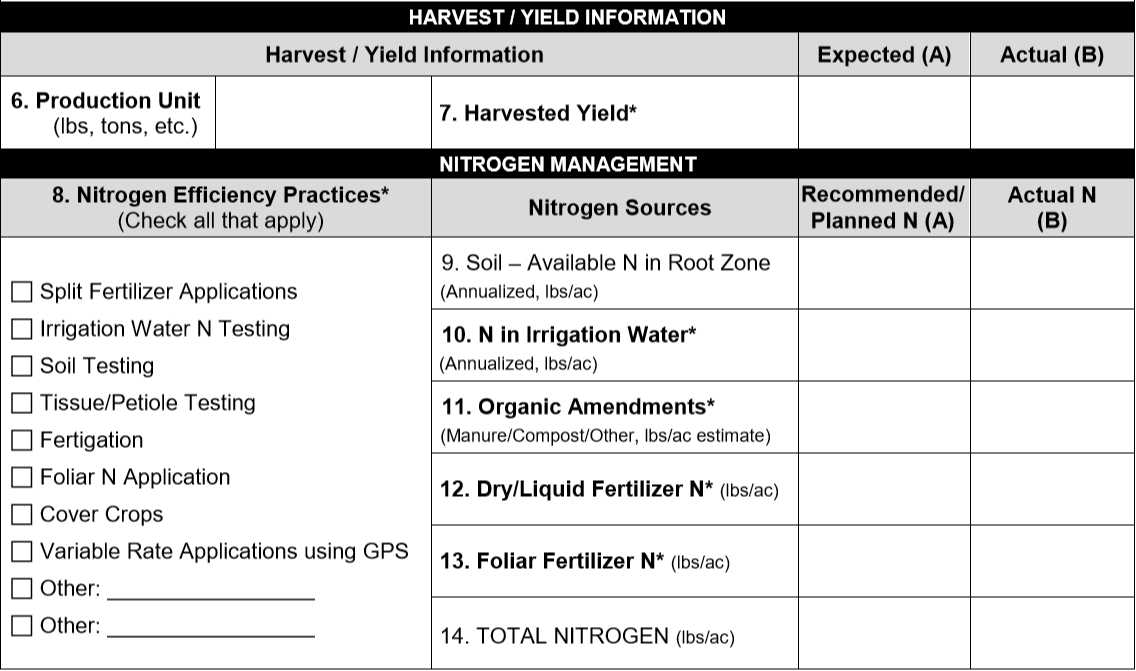 HARVEST / YIELD INFORMATION
Harvest / Yield Information
Expected (A)
Actual (B)
6. Production Unit
(lbs, tons, etc.)
7. Harvested Yield*
NITROGEN MANAGEMENT
8. Nitrogen Efficiency Practices*
(Check all that apply)
Nitrogen Sources
Recommended/
Planned N (A)
Actual N
(B)
Split Fertilizer Applications
Irrigation Water N Testing
Soil Testing
Tissue/Petiole Testing
Fertigation
Foliar N Application
Cover Crops
Variable Rate Applications using GPS
Other: ___________________
Other: ___________________
9. Soil – Available N in Root Zone
(Annualized, lbs/ac)
10. N in Irrigation Water*
(Annualized, lbs/ac)
11. Organic Amendments*
(Manure/Compost/Other, lbs/ac estimate)
12. Dry/Liquid Fertilizer N* (lbs/ac)
13. Foliar Fertilizer N* (lbs/ac)
14. TOTAL NITROGEN (lbs/ac)